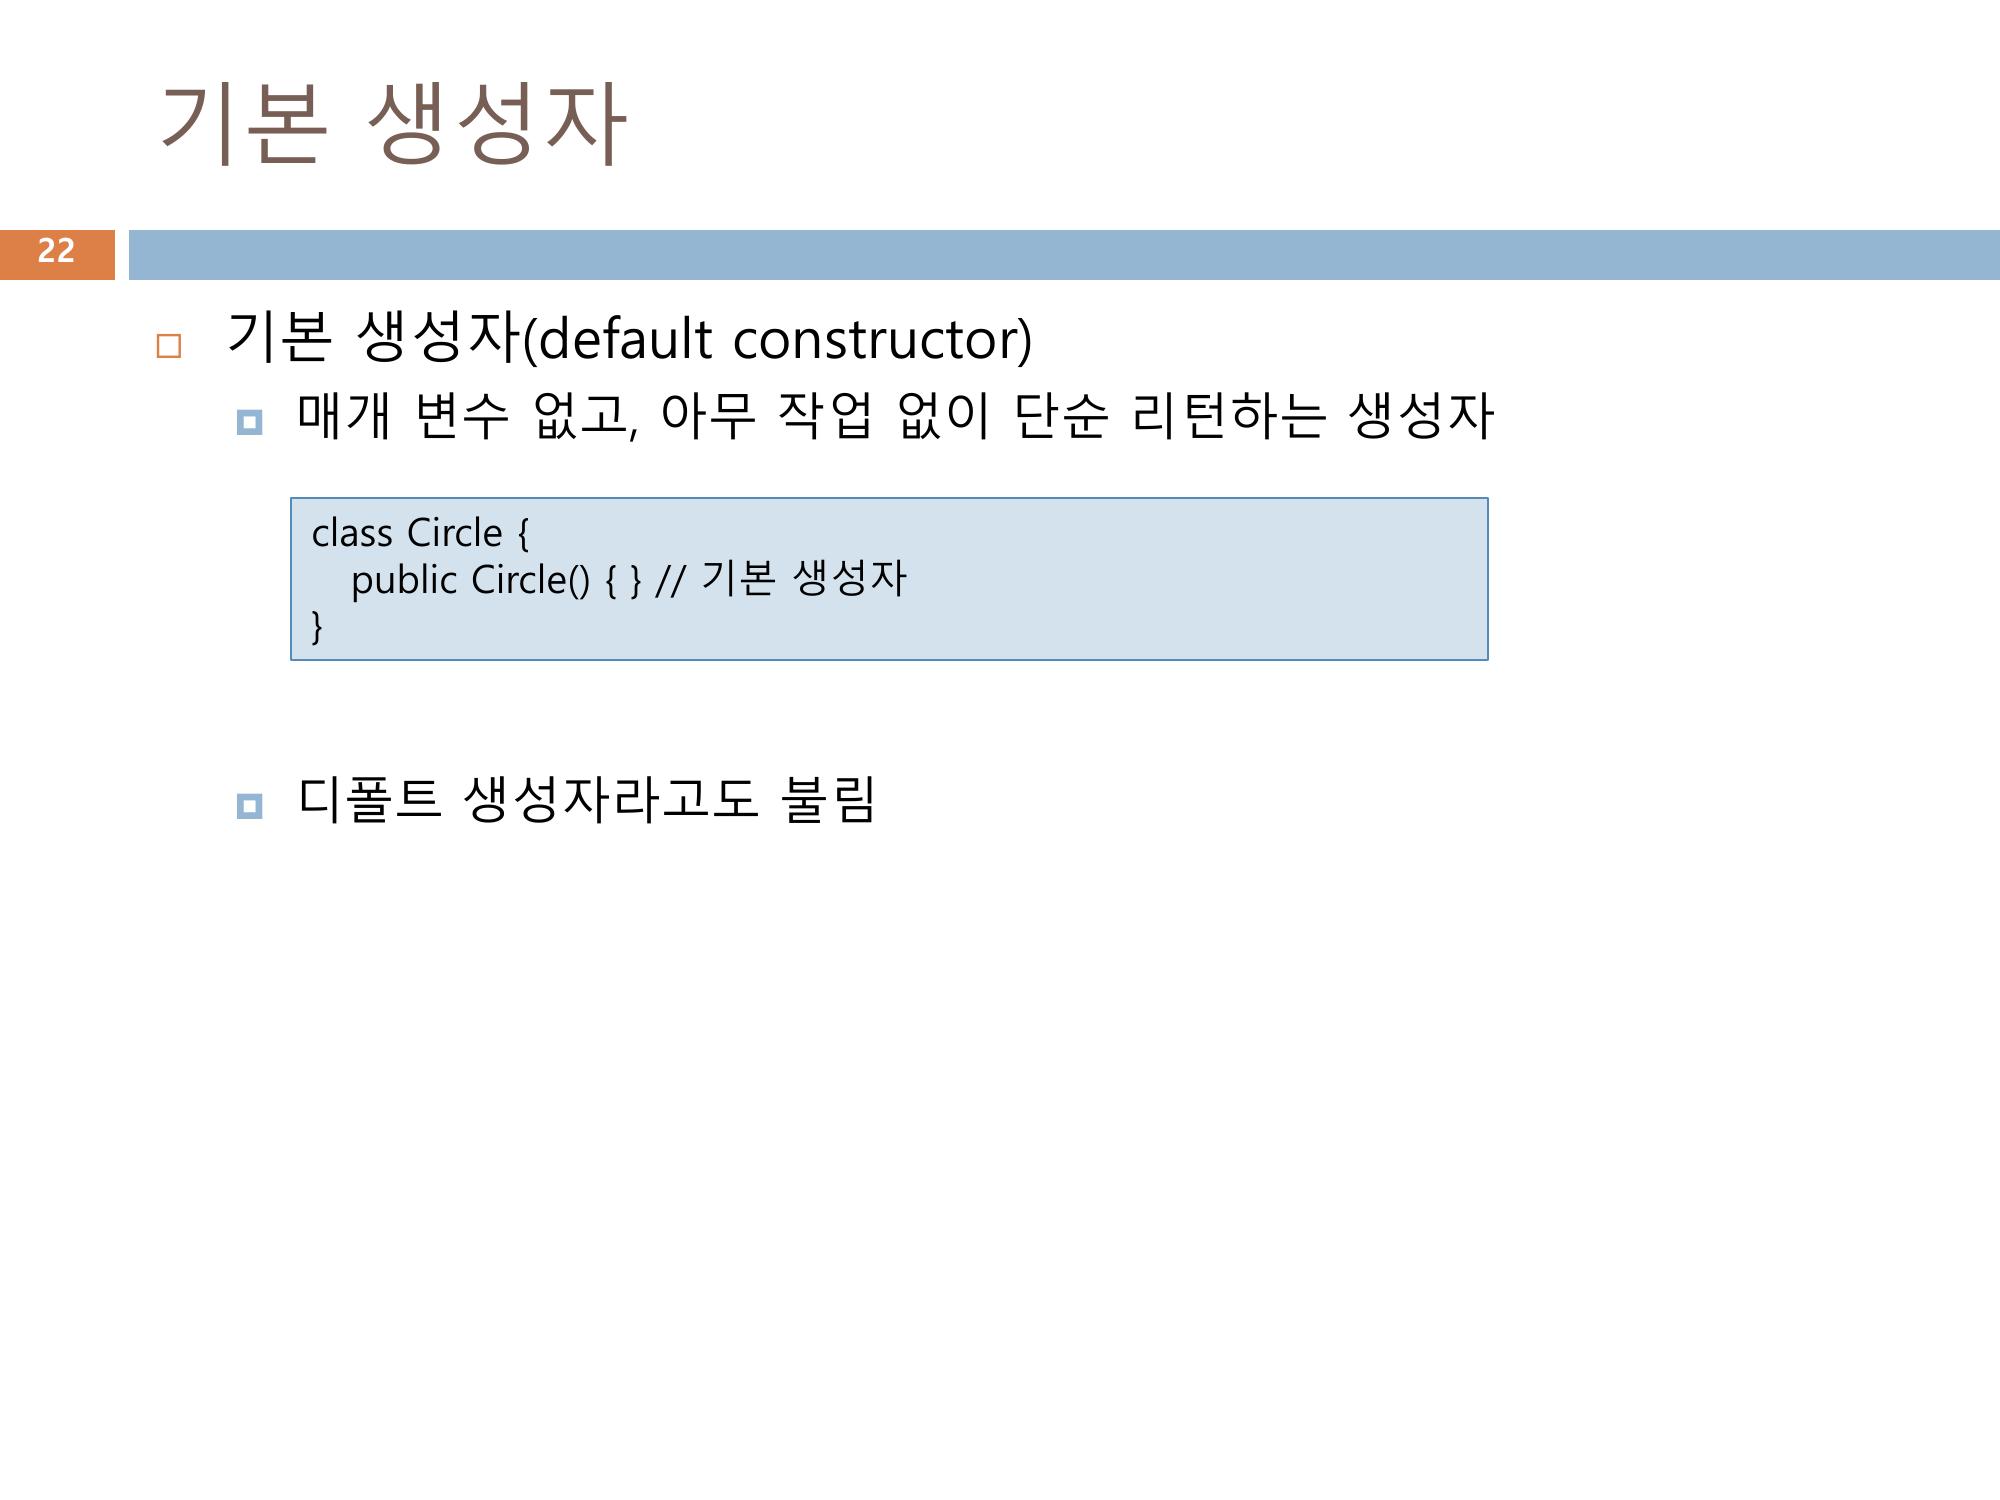 기본 생성자
22
기본 생성자(default constructor)
매개 변수 없고, 아무 작업 없이 단순 리턴하는 생성자
class Circle {
public Circle() { } // 기본 생성자
}
디폴트 생성자라고도 불림